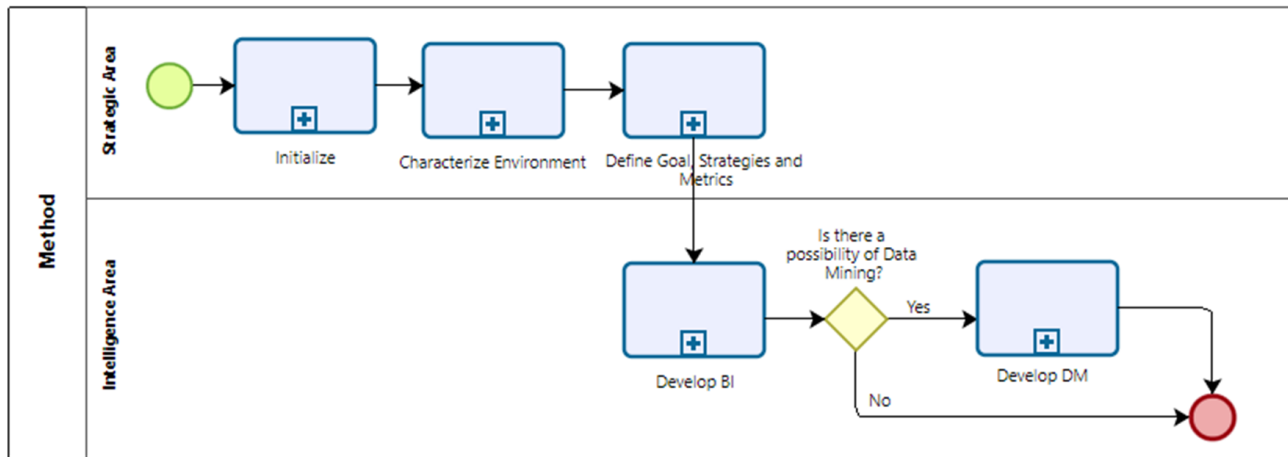 Method
Strategic Area
Initialize
Characterize Environment
Define Goal, Strategies and
Metrics
Intelligence Area
Develop BI
Is there a
possibility of Data
Mining?
Yes
No
Develop DM